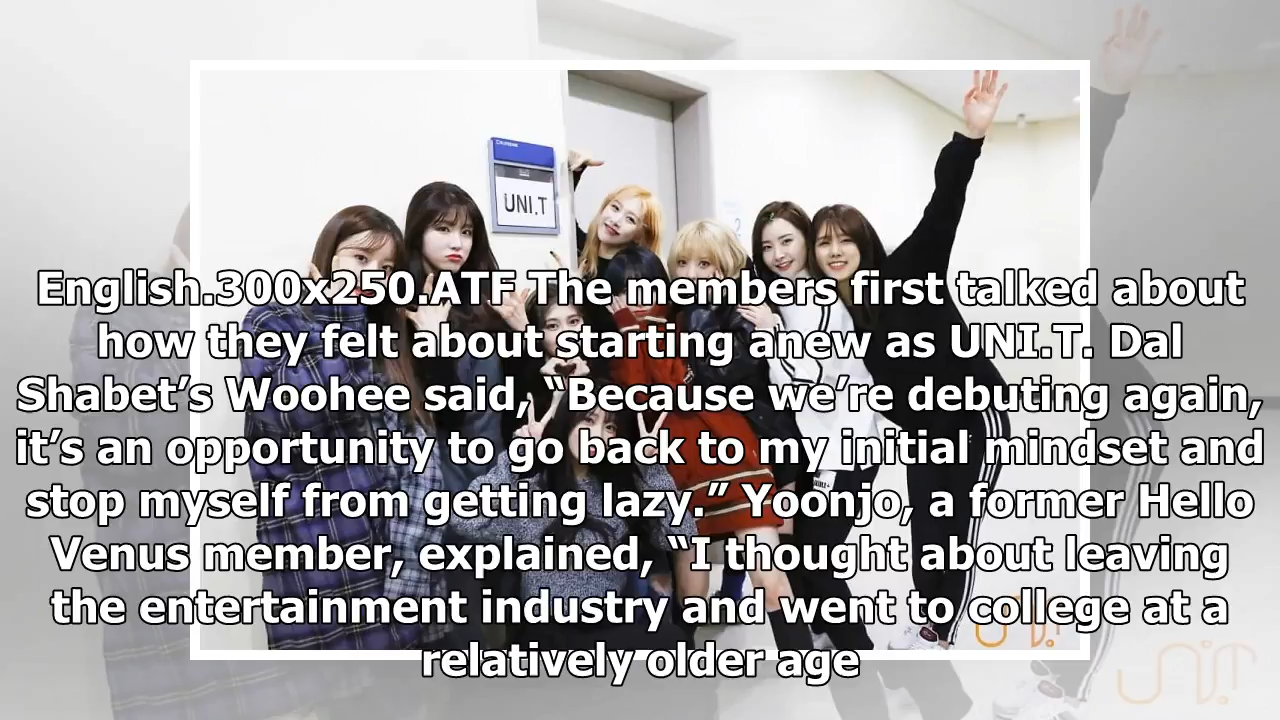 UNI.T
English.300x250.ATF The members first talked about
how they felt about starting anew as UNI.T. Dal
Shabet’s Woohee said, “Because we’re debuting again,
it’s an opportunity to go back to my initial mindset and
stop myself from getting lazy.” Yoonjo, a former Hello
Venus member, explained, “I thought about leaving
the entertainment industry and went to college at a
relatively older age
UNI.T